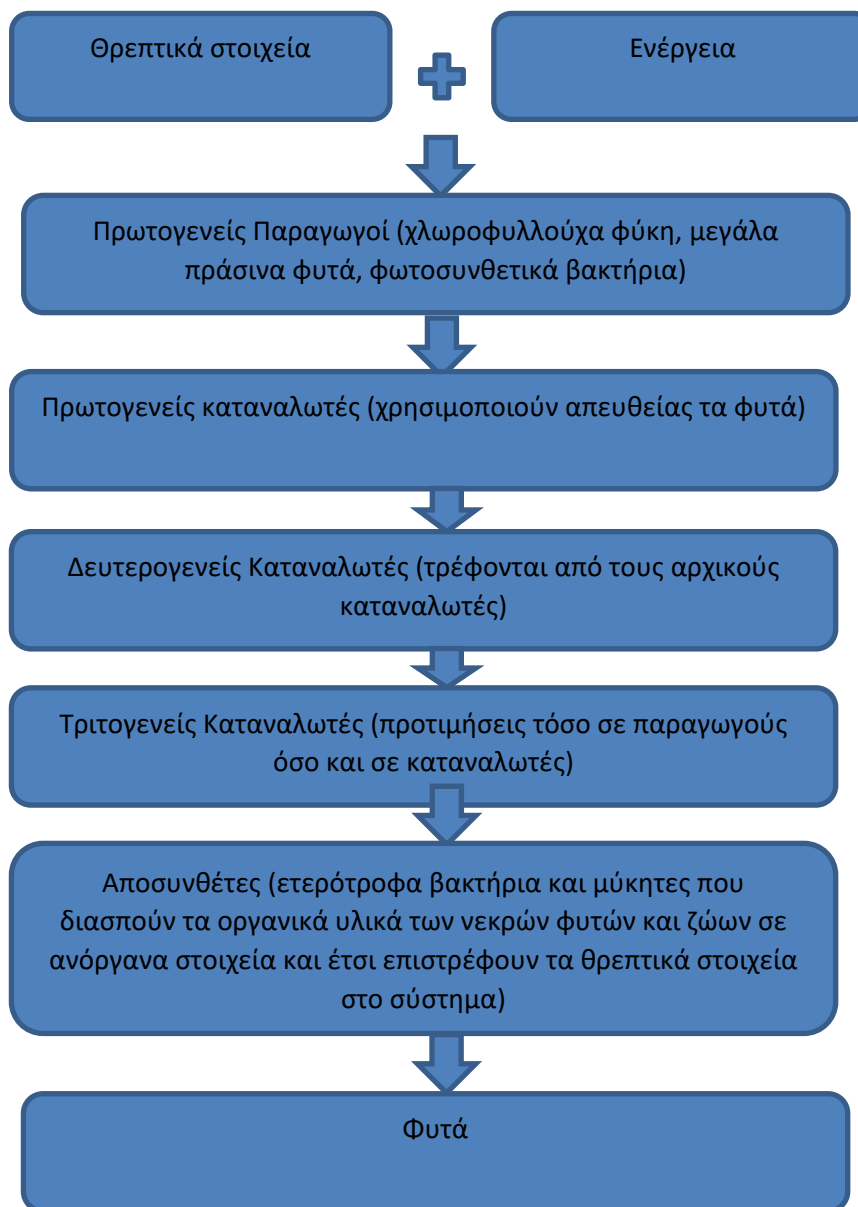 Θρεπτικά στοιχεία
Ενέργεια
Πρωτογενείς Παραγωγοί (χλωροφυλλούχα φύκη, μεγάλα
πράσινα φυτά, φωτοσυνθετικά βακτήρια)
Πρωτογενείς καταναλωτές (χρησιμοποιούν απευθείας τα φυτά)
Δευτερογενείς Καταναλωτές (τρέφονται από τους αρχικούς
καταναλωτές)
Τριτογενείς Καταναλωτές (προτιμήσεις τόσο σε παραγωγούς
όσο και σε καταναλωτές)
Αποσυνθέτες (ετερότροφα βακτήρια και μύκητες που
διασπούν τα οργανικά υλικά των νεκρών φυτών και ζώων σε
ανόργανα στοιχεία και έτσι επιστρέφουν τα θρεπτικά στοιχεία
στο σύστημα)
Φυτά